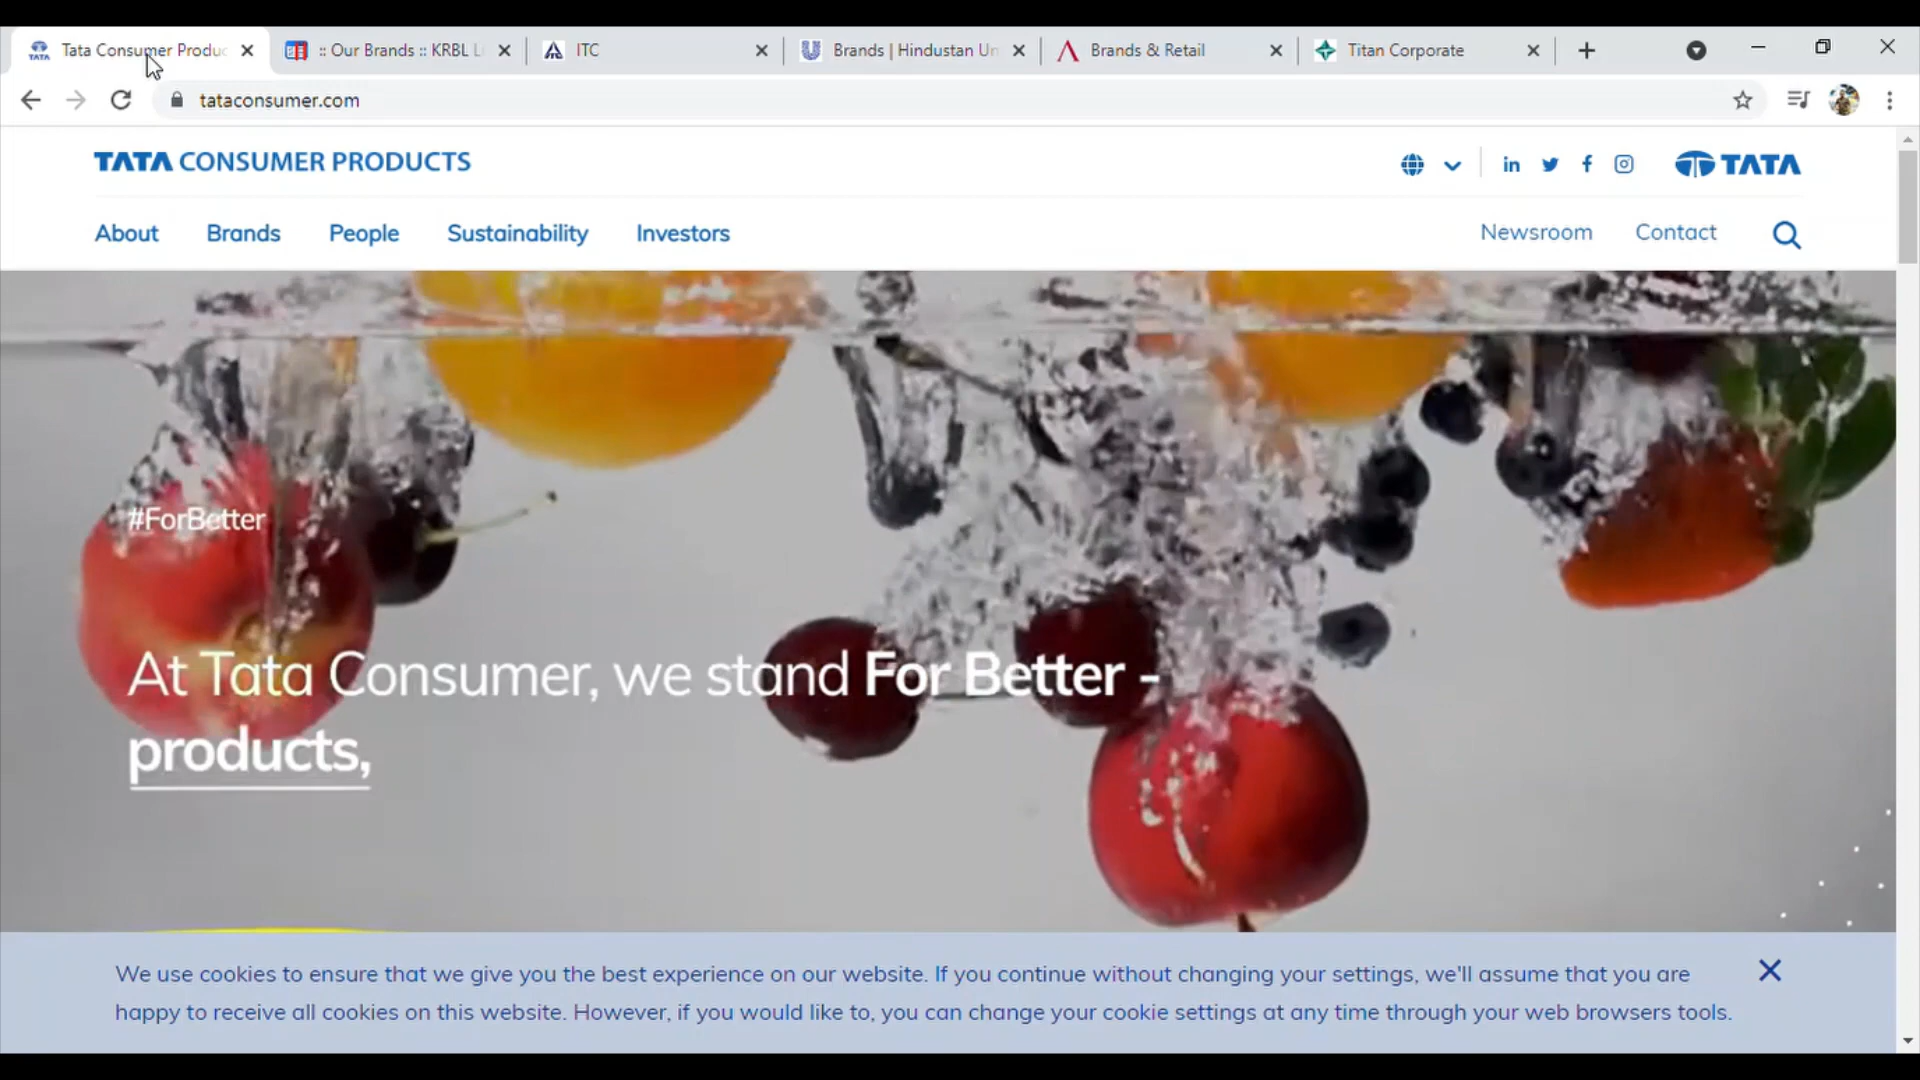 TATA
Tata Consumer Produc
:: Our Brands :: KRBL L
ITC
Brands | Hindustan Un
Brands & Retail
Titan Corporate
tataconsumer.com
TATA CONSUMER PRODUCTS
TATA
About
Brands
People
Sustainability
Investors
Newsroom
Contact
#ForBetter
At Tata Consumer, we stand For Better -
products,
We use cookies to ensure that we give you the best experience on our website. If you continue without changing your settings, we'll assume that you are
happy to receive all cookies on this website. However, if you would like to, you can change your cookie settings at any time through your web browsers tools.